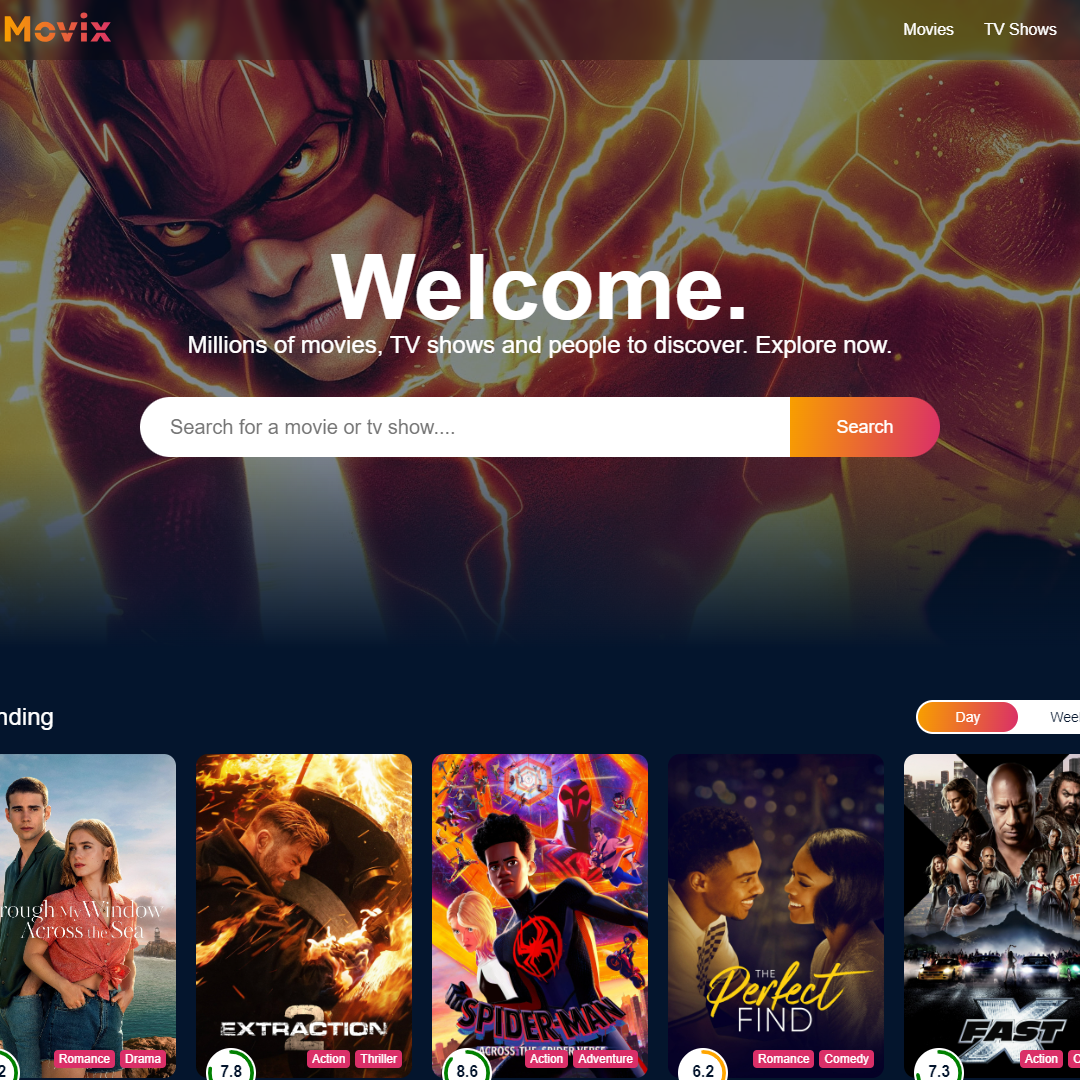 Movix
Movies
TV Shows
Welcome.
Millions of movies, TV shows and people to discover. Explore now.
Search for a movie or tv show....
Search
nding
Day
Week
rough My Window
Across the Sea
Romance
Drama
2
EXTRACTION
2
Action
Thriller
7.8
THE
SPIDER-MAN
ACROSS THE SPIDER-VERSE
Action
Adventure
8.6
THE
Perfect
FIND
Romance
Comedy
6.2
FAST X
Action
C
7.3